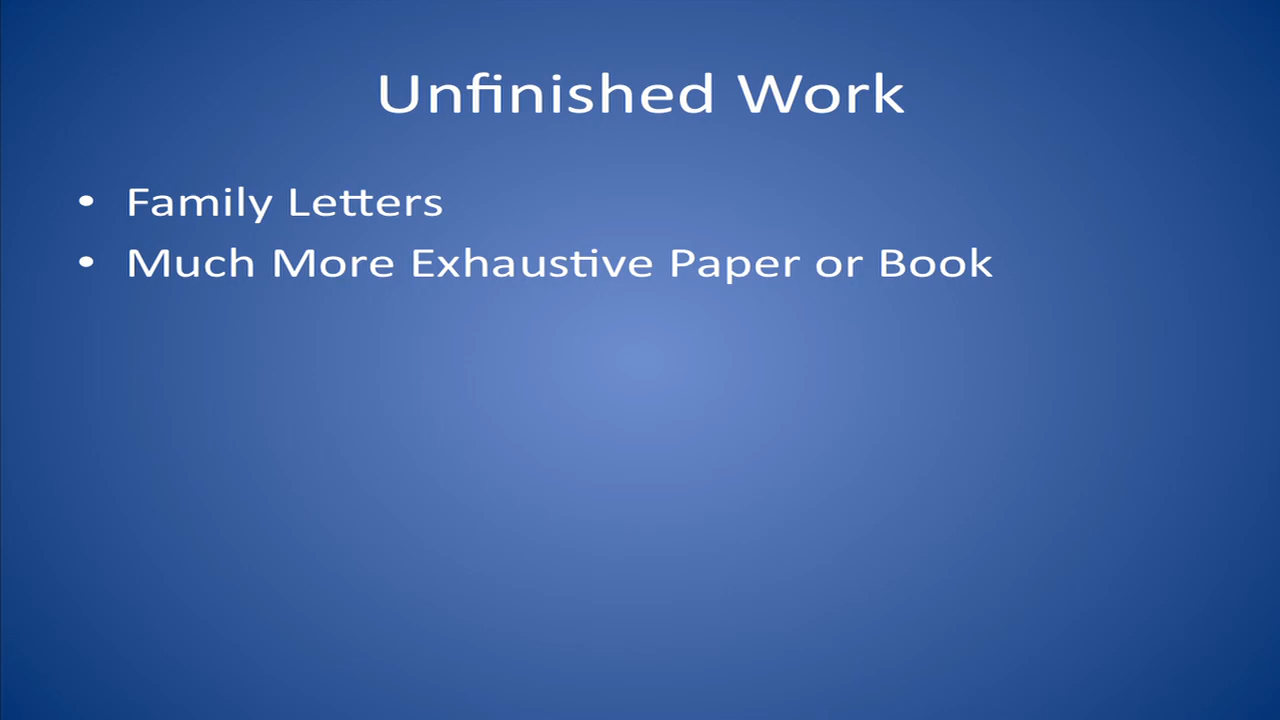 Unfinished Work
• Family Letters
• Much More Exhaustive Paper or Book